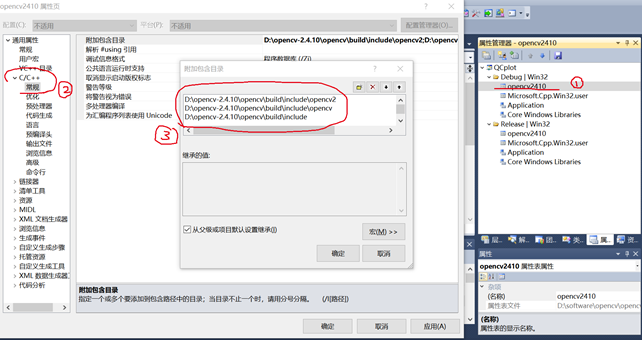 opencv2410 属性页
配置(C): 不适用 平台(P): 不适用 配置管理器(O)...
通用属性
常规
用户宏
VC++ 目录
C/C++
常规
优化
预处理器
代码生成
语言
预编译头
输出文件
浏览信息
高级
命令行
链接器
清单工具
资源
MIDL
XML 文档生成器
浏览信息
生成事件
自定义生成步骤
托管资源
自定义生成工具
XML 数据生成器
代码分析
②
附加包含目录 D:\opencv-2.4.10\opencv\build\include\opencv2;D:\opencv
解析 #using 引用
调试信息格式 程序数据库 (/Zi)
公共语言运行时支持
取消显示启动版权标志
警告等级
将警告视为错误
多处理器编译
为汇编程序列表使用 Unicode
附加包含目录
D:\opencv-2.4.10\opencv\build\include\opencv2
D:\opencv-2.4.10\opencv\build\include\opencv
D:\opencv-2.4.10\opencv\build\include
③
继承的值:
从父级或项目默认设置继承(I)
宏(M) >>
确定 取消
附加包含目录
指定一个或多个要添加到包含路径中的目录；当目录不止一个时，请用分号分隔。 (/I[路径])
确定 取消 应用(A)
属性管理器 - opencv2410
QCplot
Debug | Win32
opencv2410 ①
Microsoft.Cpp.Win32.user
Application
Core Windows Libraries
Release | Win32
opencv2410
Microsoft.Cpp.Win32.user
Application
Core Windows Libraries
层... 解... 团... 类... 属... 资...
属性
opencv2410 属性表属性
杂项
(名称) opencv2410
属性表文件 D:\software\opencv\opencv
(名称)
属性表的显示名称。